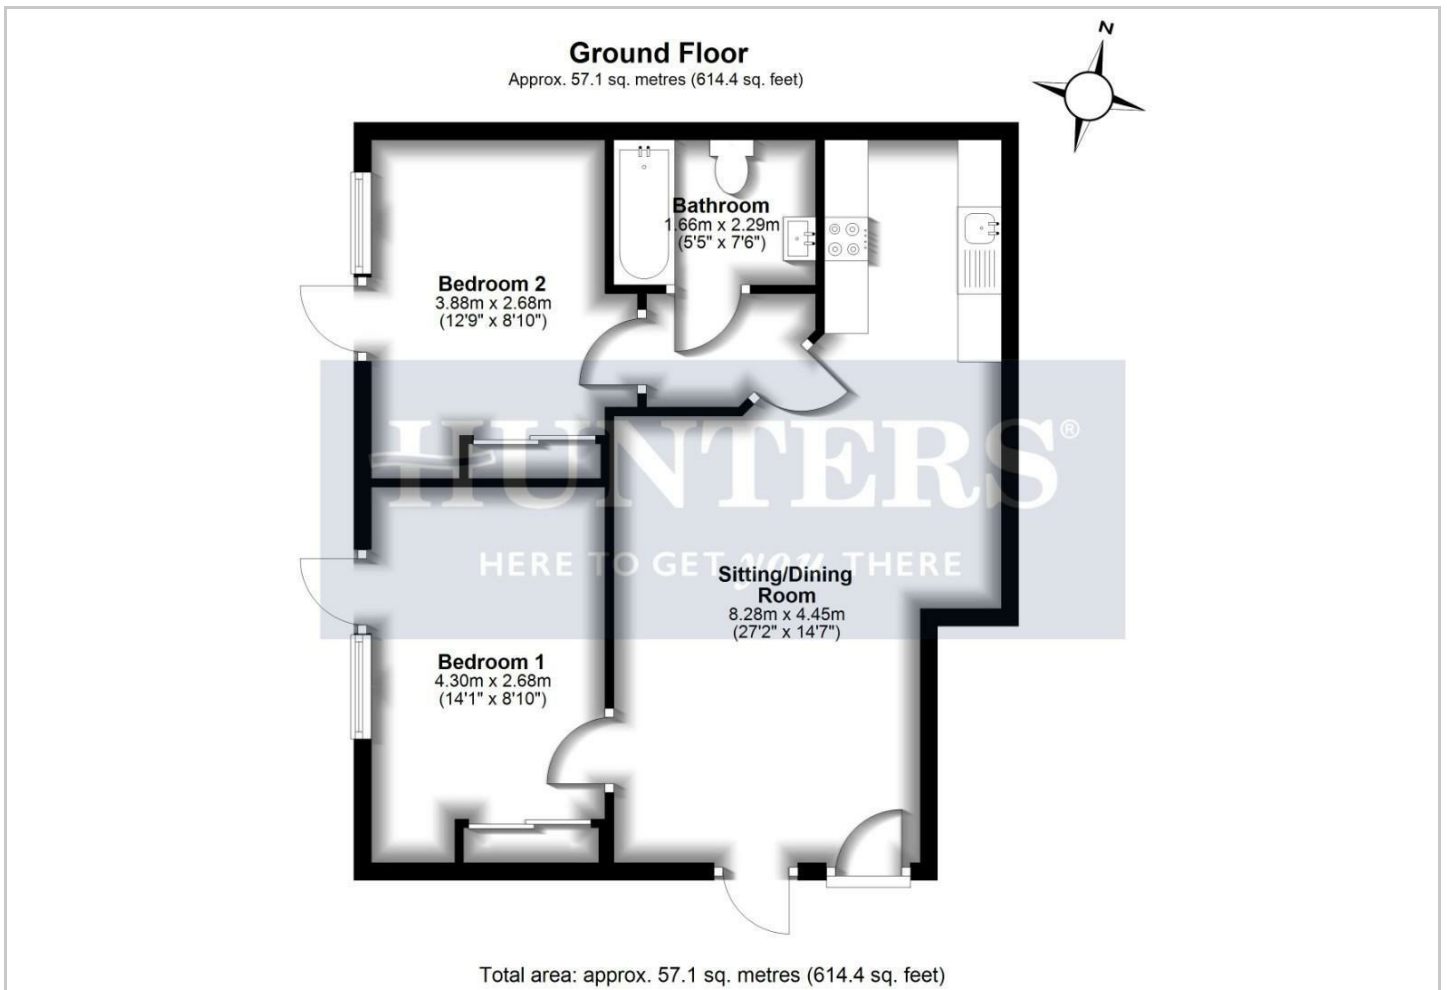 N
Ground Floor
Approx. 57.1 sq. metres (614.4 sq. feet)
Bathroom
1.66m x 2.29m
(5'5" x 7'6")
Bedroom 2
3.88m x 2.68m
(12'9" x 8'10")
HUNTERS®
HERE TO GET you THERE
Sitting/Dining
Room
8.28m x 4.45m
(27'2" x 14'7")
Bedroom 1
4.30m x 2.68m
(14'1" x 8'10")
Total area: approx. 57.1 sq. metres (614.4 sq. feet)